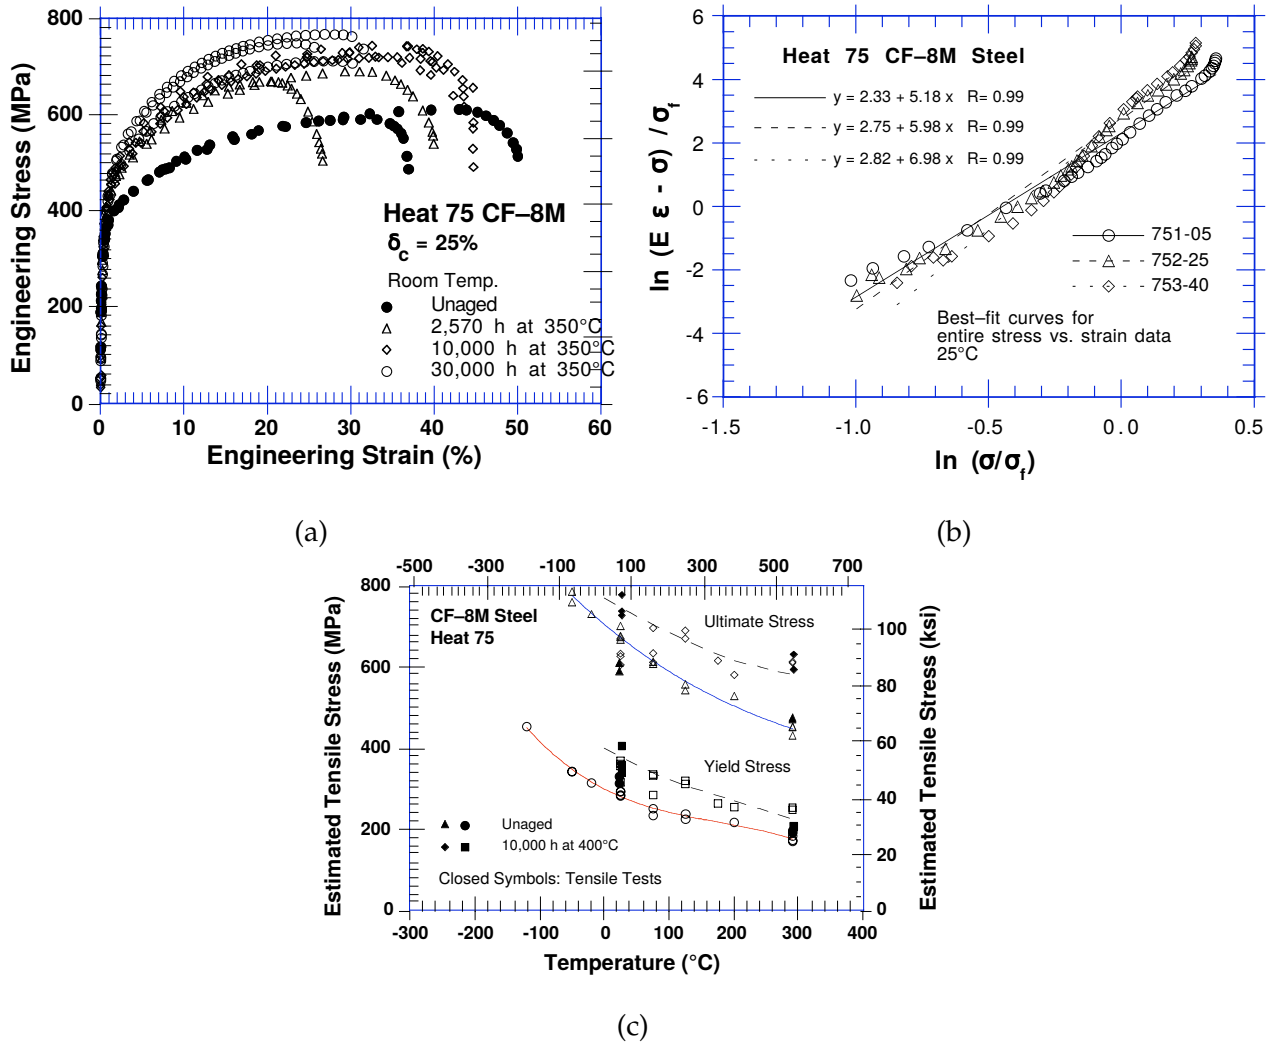 Engineering Stress (MPa)
800
600
400
200
0
0 10 20 30 40 50 60
Engineering Strain (%)
Heat 75 CF–8M
δc = 25%
Room Temp.
Unaged
2,570 h at 350°C
10,000 h at 350°C
30,000 h at 350°C
(a)
ln (E ε - σ) / σf
6
4
2
0
-2
-4
-6
-1.5 -1.0 -0.5 0.0 0.5
ln (σ/σf)
Heat 75 CF–8M Steel
y = 2.33 + 5.18 x R= 0.99
y = 2.75 + 5.98 x R= 0.99
y = 2.82 + 6.98 x R= 0.99
751-05
752-25
753-40
Best–fit curves for
entire stress vs. strain data
25°C
(b)
-500 -300 -100 100 300 500 700
Estimated Tensile Stress (MPa)
800
600
400
200
0
CF–8M Steel
Heat 75
Ultimate Stress
Yield Stress
Unaged
10,000 h at 400°C
Closed Symbols: Tensile Tests
100
80
60
40
20
0
Estimated Tensile Stress (ksi)
-300 -200 -100 0 100 200 300 400
Temperature (°C)
(c)